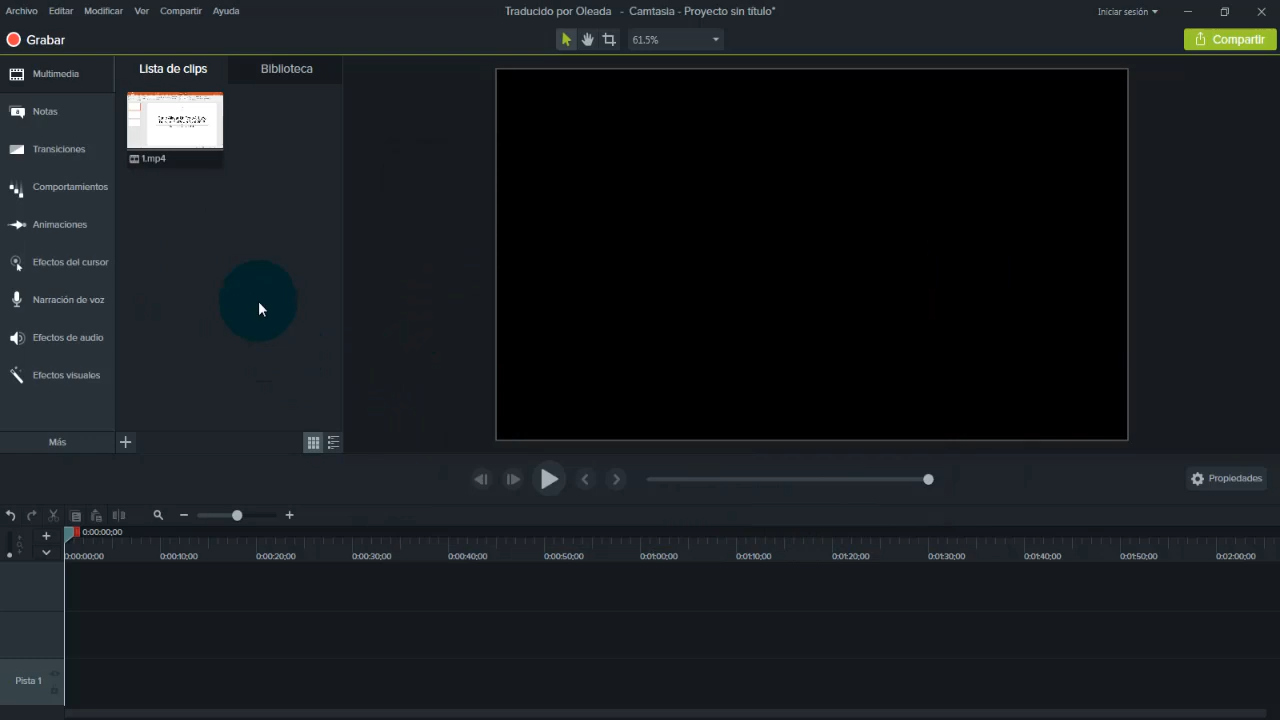 Archivo Editar Modificar Ver Compartir Ayuda
Traducido por Oleada - Camtasia - Proyecto sin título*
Iniciar sesión
Grabar
61.5%
Compartir
Multimedia
Lista de clips
Biblioteca
1.mp4
Notas
Transiciones
Comportamientos
Animaciones
Efectos del cursor
Narración de voz
Efectos de audio
Efectos visuales
Más
Propiedades
0:00:00;00
0:00:00;00 0:00:10;00 0:00:20;00 0:00:30;00 0:00:40;00 0:00:50;00 0:01:00;00 0:01:10;00 0:01:20;00 0:01:30;00 0:01:40;00 0:01:50;00 0:02:00;00
Pista 1